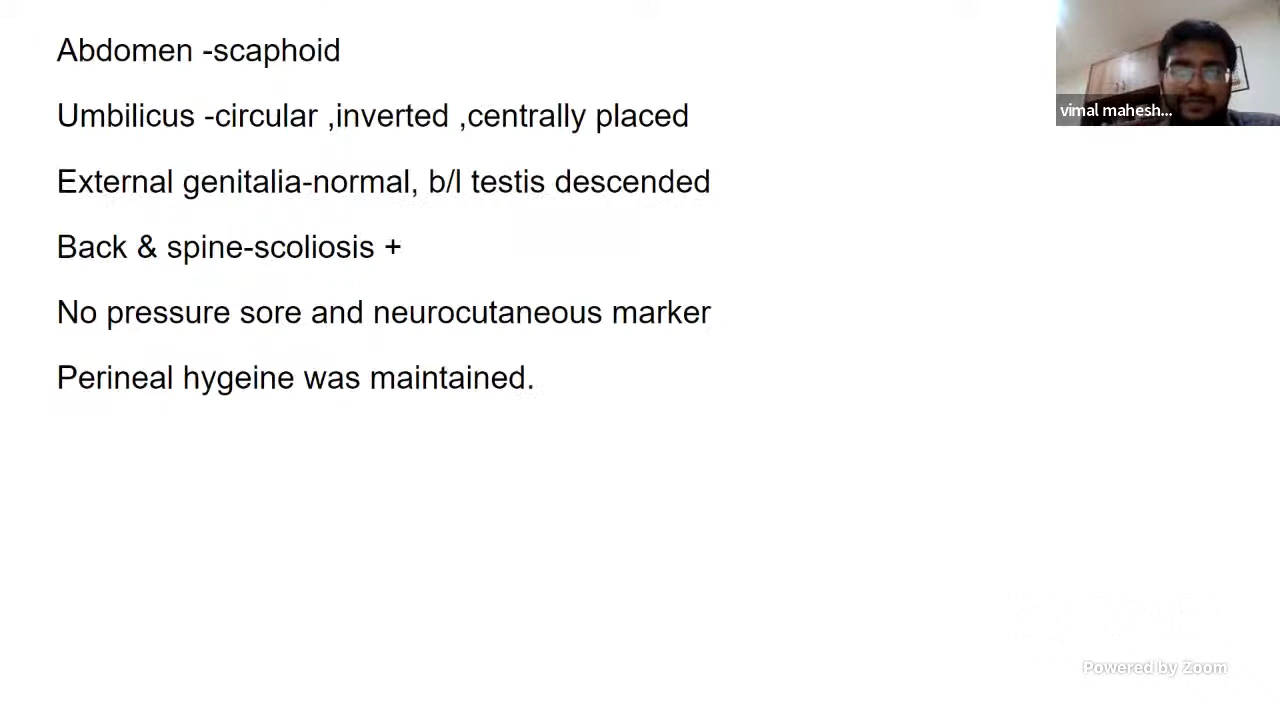 Abdomen -scaphoid
vimal mahesh...
Umbilicus -circular ,inverted ,centrally placed
External genitalia-normal, b/l testis descended
Back & spine-scoliosis +
No pressure sore and neurocutaneous marker
Perineal hygeine was maintained.
Powered by Zoom